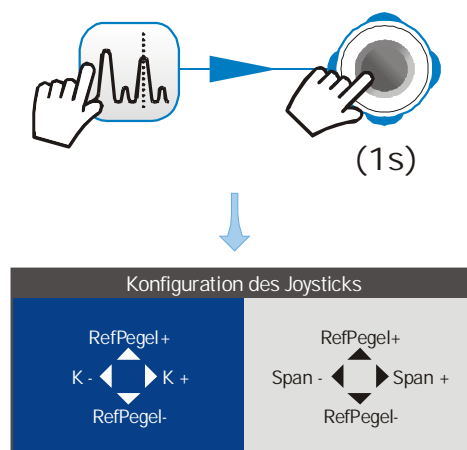 (1s)
Konfiguration des Joysticks
RefPegel+
K - K +
RefPegel-
RefPegel+
Span - Span +
RefPegel-